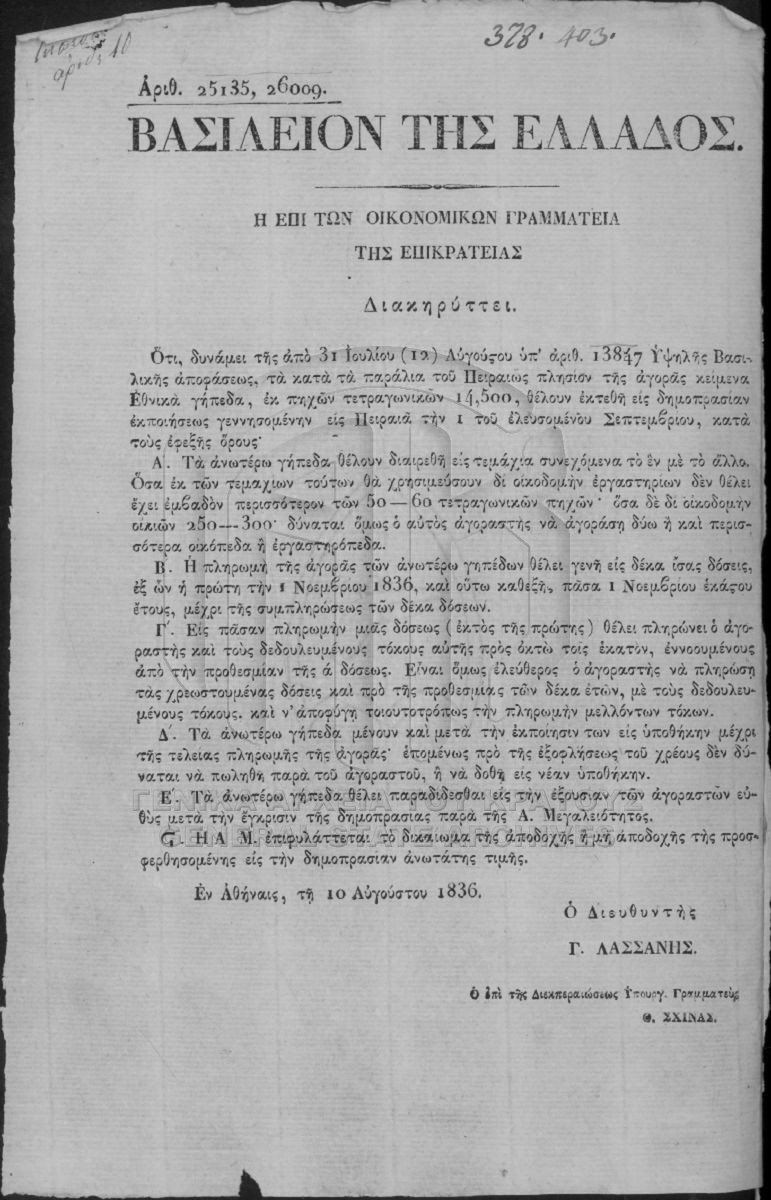 αριθ 10
378. 403.
Ἀριθ. 25135, 26009.
ΒΑΣΙΛΕΙΟΝ ΤΗΣ ΕΛΛΑΔΟΣ.
Η ΕΠΙ ΤΩΝ ΟΙΚΟΝΟΜΙΚΩΝ ΓΡΑΜΜΑΤΕΙΑ
ΤΗΣ ΕΠΙΚΡΑΤΕΙΑΣ
Διακηρύττει.
Ὅτι, δυνάμει τῆς ἀπὸ 31 Ἰουλίου (12) Αὐγούστου ὑπ' ἀριθ. 13847 Ὑψηλῆς Βασι-
λικῆς ἀποφάσεως, τὰ κατὰ τὰ παράλια τοῦ Πειραιῶς πλησίον τῆς ἀγορᾶς κείμενα
Ἐθνικὰ γήπεδα, ἐκ πηχῶν τετραγωνικῶν 14,500, θέλουν ἐκτεθῆ εἰς δημοπρασίαν
ἐκποιήσεως γεννησομένην εἰς Πειραιᾶ τὴν 1 τοῦ ἐλευσομένου Σεπτεμβρίου, κατὰ
τοὺς ἑφεξῆς ὅρους·
Α΄. Τὰ ἀνωτέρω γήπεδα θέλουν διαιρεθῆ εἰς τεμάχια συνεχόμενα τὸ ἓν μὲ τὸ ἄλλο.
Ὅσα ἐκ τῶν τεμαχίων τούτων θὰ χρησιμεύσουν δι' οἰκοδομὴν ἐργαστηρίων δὲν θέλει
ἔχει ἐμβαδὸν περισσότερον τῶν 50—60 τετραγωνικῶν πηχῶν· ὅσα δὲ δι' οἰκοδομὴν
οἰκιῶν 250—300· δύναται ὅμως ὁ αὐτὸς ἀγοραστὴς νὰ ἀγοράσῃ δύω ἢ καὶ περισ-
σότερα οἰκόπεδα ἢ ἐργαστηρόπεδα.
Β. Ἡ πληρωμὴ τῆς ἀγορᾶς τῶν ἀνωτέρω γηπέδων θέλει γενῆ εἰς δέκα ἴσας δόσεις,
ἐξ ὧν ἡ πρώτη τὴν 1 Νοεμβρίου 1836, καὶ οὕτω καθεξῆς πᾶσα 1 Νοεμβρίου ἑκάστου
ἔτους, μέχρι τῆς συμπληρώσεως τῶν δέκα δόσεων.
Γ΄. Εἰς πᾶσαν πληρωμὴν μιᾶς δόσεως (ἐκτὸς τῆς πρώτης) θέλει πληρώνει ὁ ἀγο-
ραστὴς καὶ τοὺς δεδουλευμένους τόκους αὐτῆς πρὸς ὀκτὼ τοῖς ἑκατὸν, ἐννοουμένους
ἀπὸ τὴν προθεσμίαν τῆς ά δόσεως. Εἶναι ὅμως ἐλεύθερος ὁ ἀγοραστὴς νὰ πληρώσῃ
τὰς χρεωστουμένας δόσεις καὶ πρὸ τῆς προθεσμίας τῶν δέκα ἐτῶν, μὲ τοὺς δεδουλευ-
μένους τόκους. καὶ ν' ἀποφύγῃ τοιουτοτρόπως τὴν πληρωμὴν μελλόντων τόκων.
Δ΄. Τὰ ἀνωτέρω γήπεδα μένουν καὶ μετὰ τὴν ἐκποίησιν των εἰς ὑποθήκην μέχρι
τῆς τελείας πληρωμῆς τῆς ἀγορᾶς· ἑπομένως πρὸ τῆς ἐξοφλήσεως τοῦ χρέους δὲν δύ-
ναται νὰ πωληθῆ παρὰ τοῦ ἀγοραστοῦ, ἢ νὰ δοθῆ εἰς νέαν ὑποθήκην.
Ε΄. Τὰ ἀνωτέρω γήπεδα θέλει παραδίδεσθαι εἰς τὴν ἐξουσίαν τῶν ἀγοραστῶν εὐ-
θὺς μετὰ τὴν ἔγκρισιν τῆς δημοπρασίας παρὰ τῆς Α. Μεγαλειότητος.
Ϛ. Ἡ Α Μ. ἐπιφυλάττεται τὸ δικαίωμα τῆς ἀποδοχῆς ἢ μὴ ἀποδοχῆς τῆς προσ-
φερθησομένης εἰς τὴν δημοπρασίαν ἀνωτάτης τιμῆς.
Ἐν Ἀθήναις, τῇ 10 Αὐγούστου 1836.
Ὁ Διευθυντὴς
Γ. ΛΑΣΣΑΝΗΣ.
Ὁ ἐπὶ τῆς Διεκπεραιώσεως Ὑπουργ. Γραμματεὺς
Θ. ΣΧΙΝΑΣ.